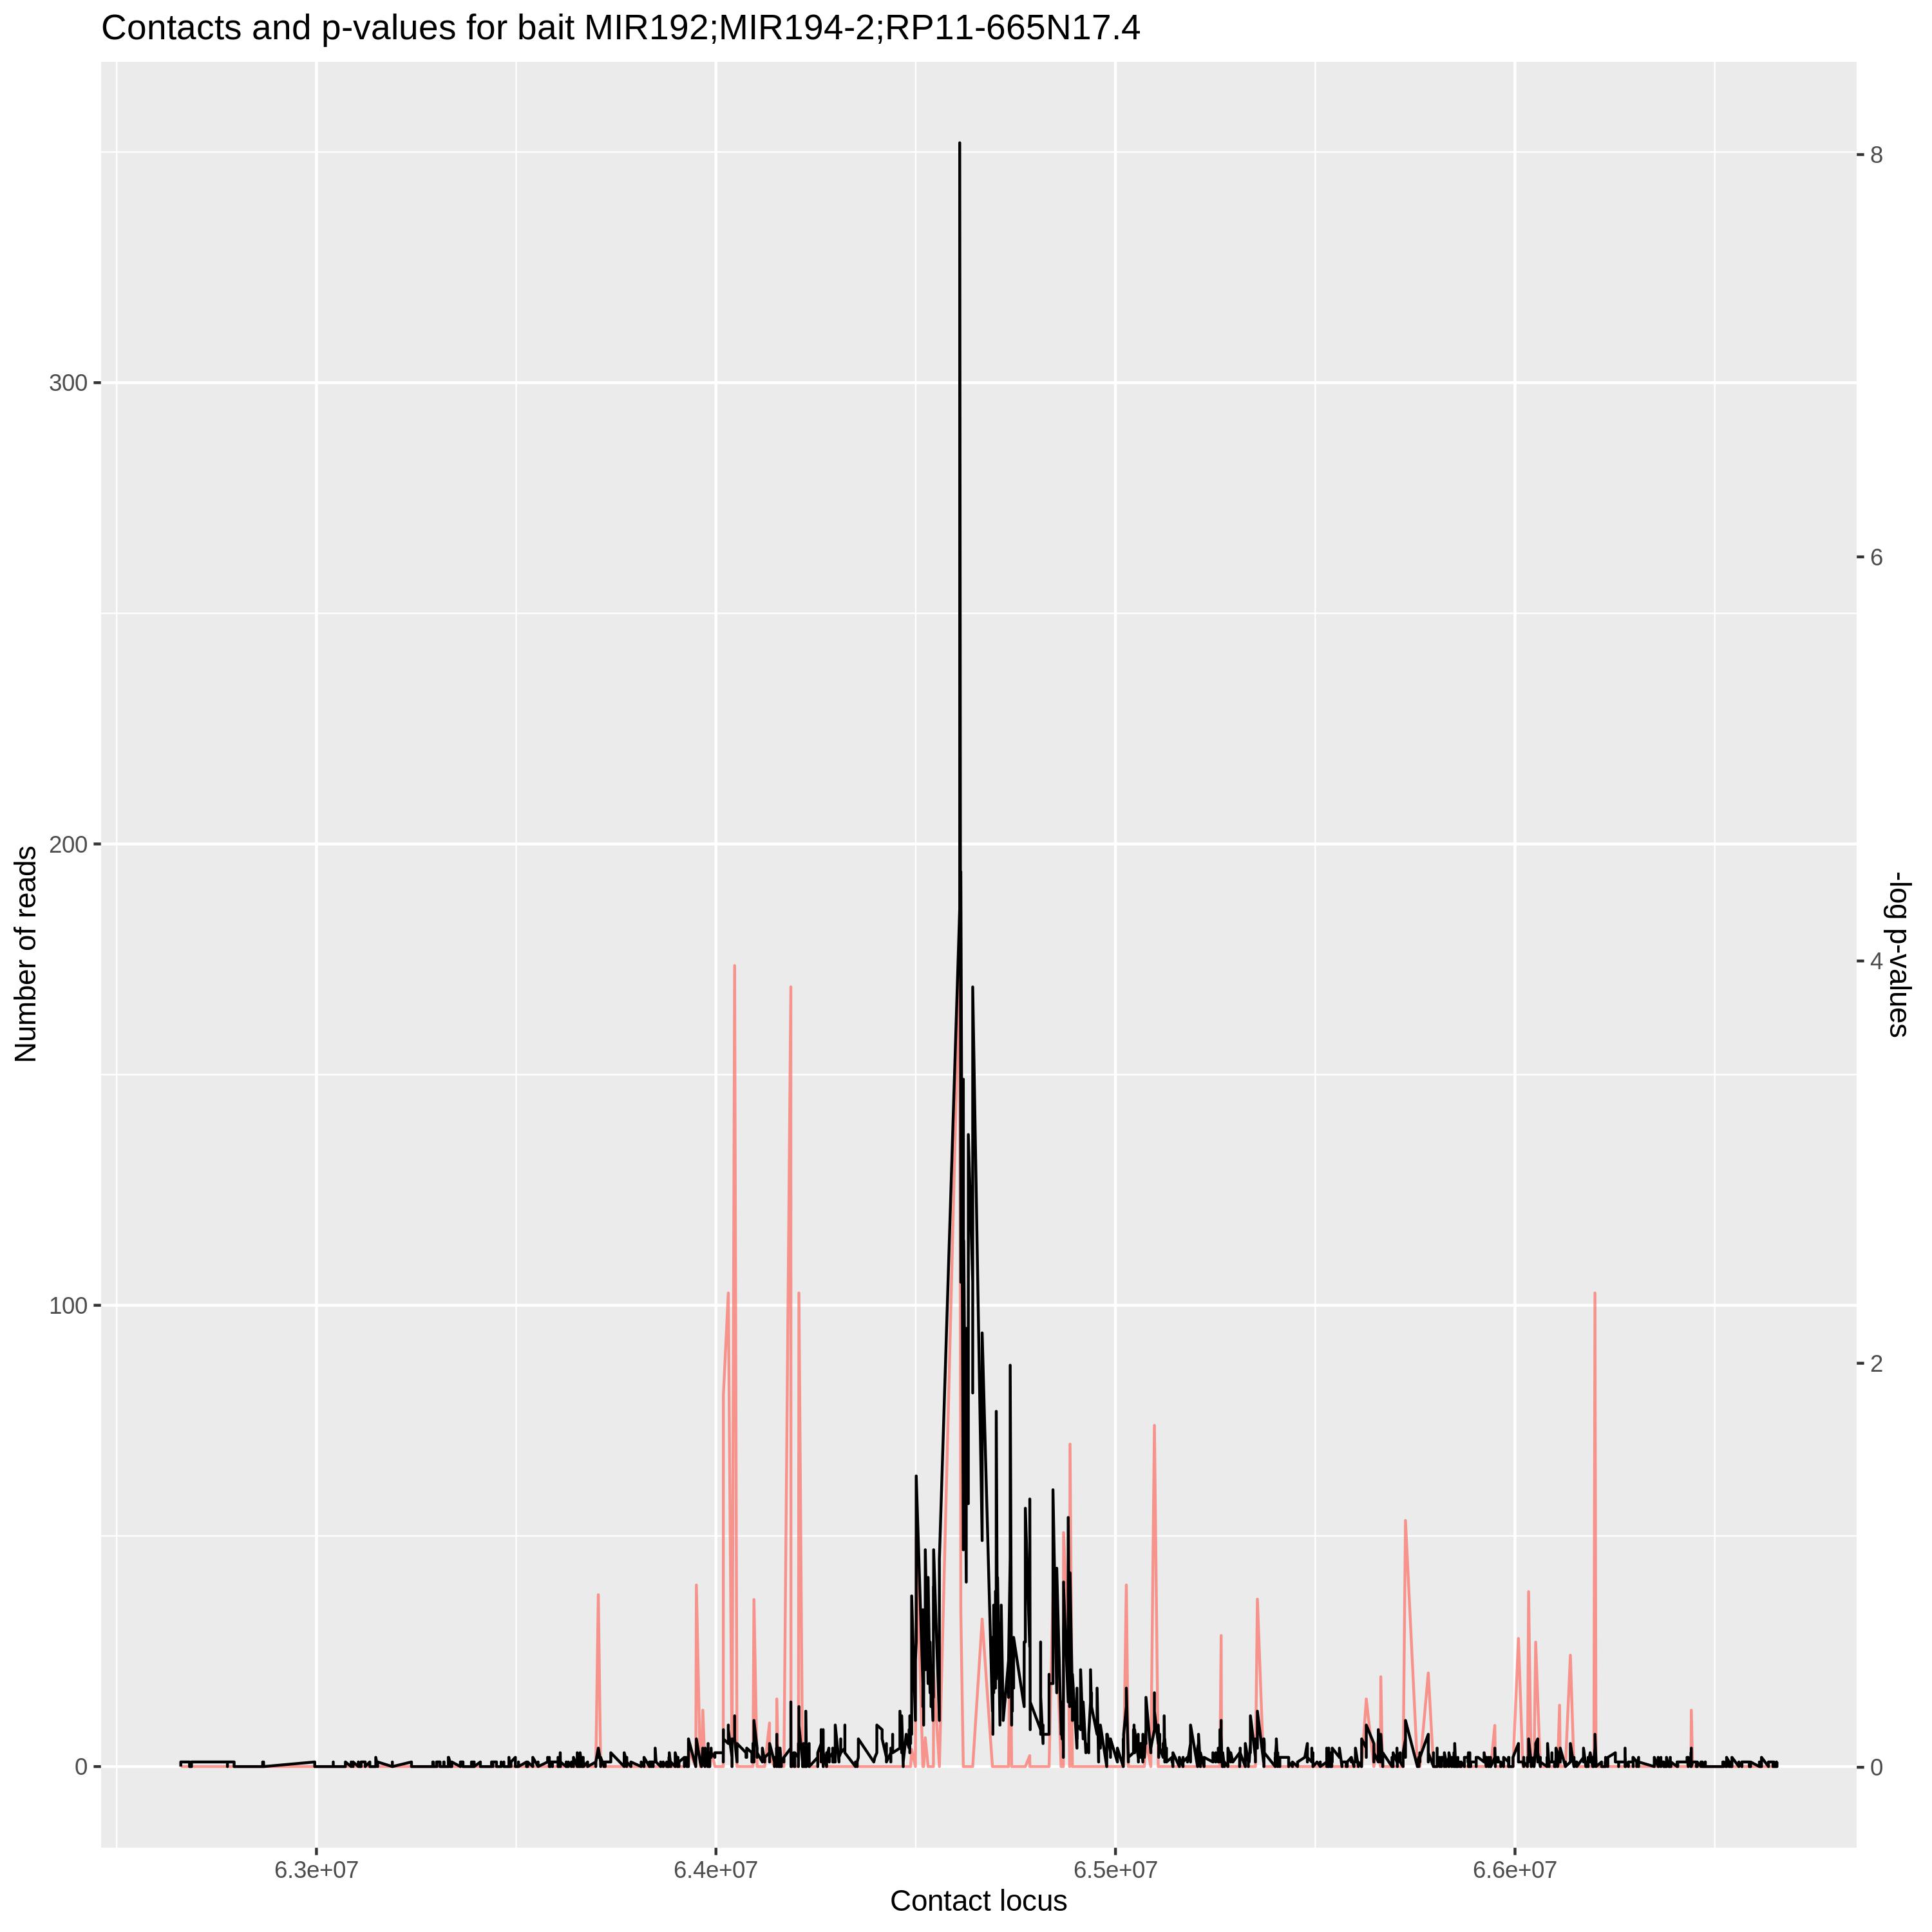 Contacts and p-values for bait MIR192;MIR194-2;RP11-665N17.4
Number of reads
300
200
100
0
8
6
4
2
0
-log p-values
6.3e+07
6.4e+07
6.5e+07
6.6e+07
Contact locus